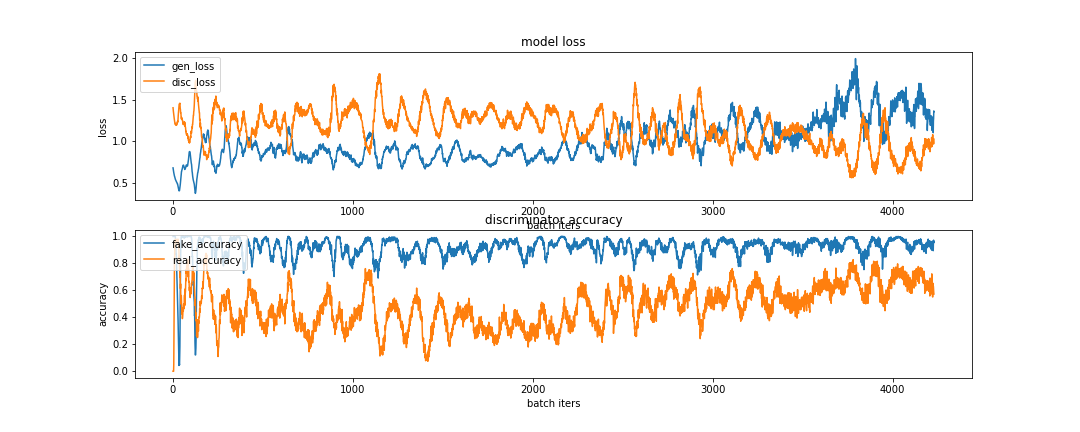 model loss
gen_loss
disc_loss
loss
2.0
1.5
1.0
0.5
0
1000
2000
3000
4000
batch iters
discriminator accuracy
fake_accuracy
real_accuracy
accuracy
1.0
0.8
0.6
0.4
0.2
0.0
0
1000
2000
3000
4000
batch iters